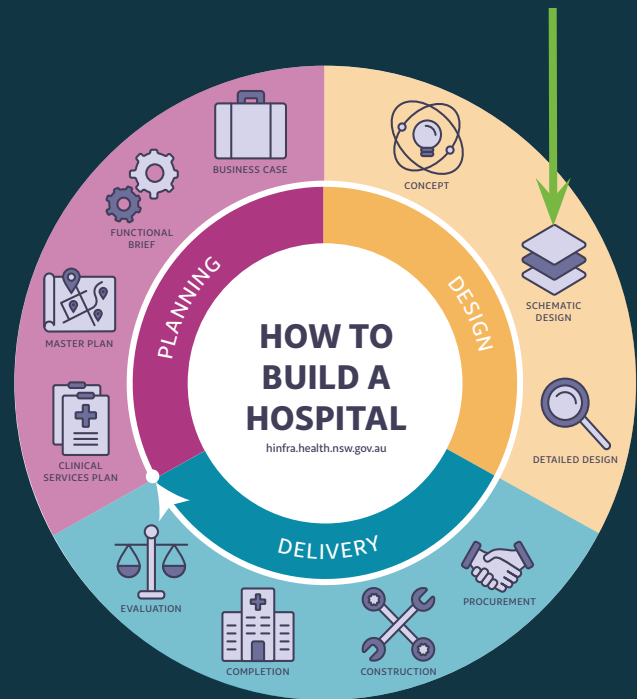 HOW TO
BUILD A
HOSPITAL
hinfra.health.nsw.gov.au
PLANNING
CLINICAL
SERVICES PLAN
MASTER PLAN
FUNCTIONAL
BRIEF
BUSINESS CASE
DESIGN
CONCEPT
SCHEMATIC
DESIGN
DETAILED DESIGN
DELIVERY
PROCUREMENT
CONSTRUCTION
COMPLETION
EVALUATION